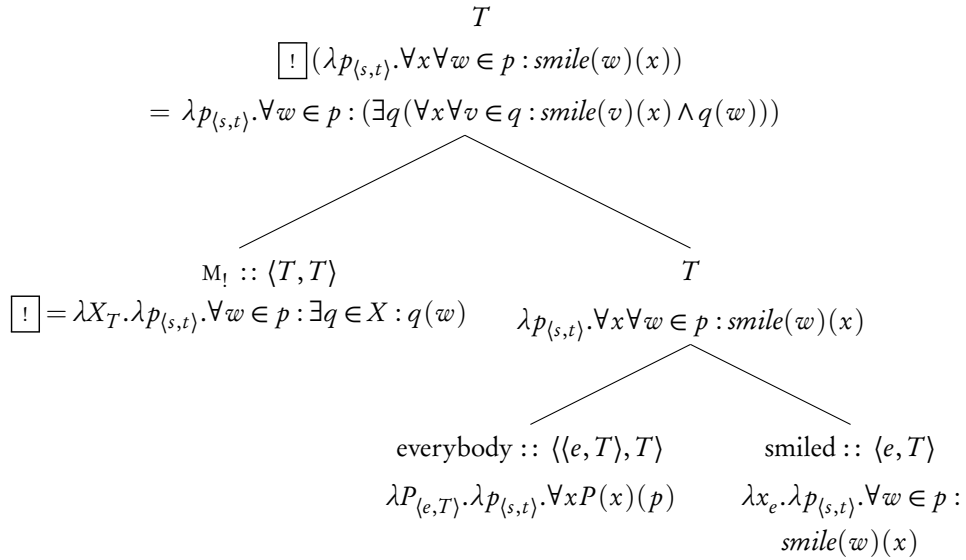 T
! (λp⟨s,t⟩.∀x∀w ∈ p : smile(w)(x))
= λp⟨s,t⟩.∀w ∈ p : (∃q(∀x∀v ∈ q : smile(v)(x) ∧ q(w)))
M! :: ⟨T, T⟩
! = λX_T.λp⟨s,t⟩.∀w ∈ p : ∃q ∈ X : q(w)
T
λp⟨s,t⟩.∀x∀w ∈ p : smile(w)(x)
everybody :: ⟨⟨e, T⟩, T⟩
λP⟨e,T⟩.λp⟨s,t⟩.∀xP(x)(p)
smiled :: ⟨e, T⟩
λx_e.λp⟨s,t⟩.∀w ∈ p :
smile(w)(x)